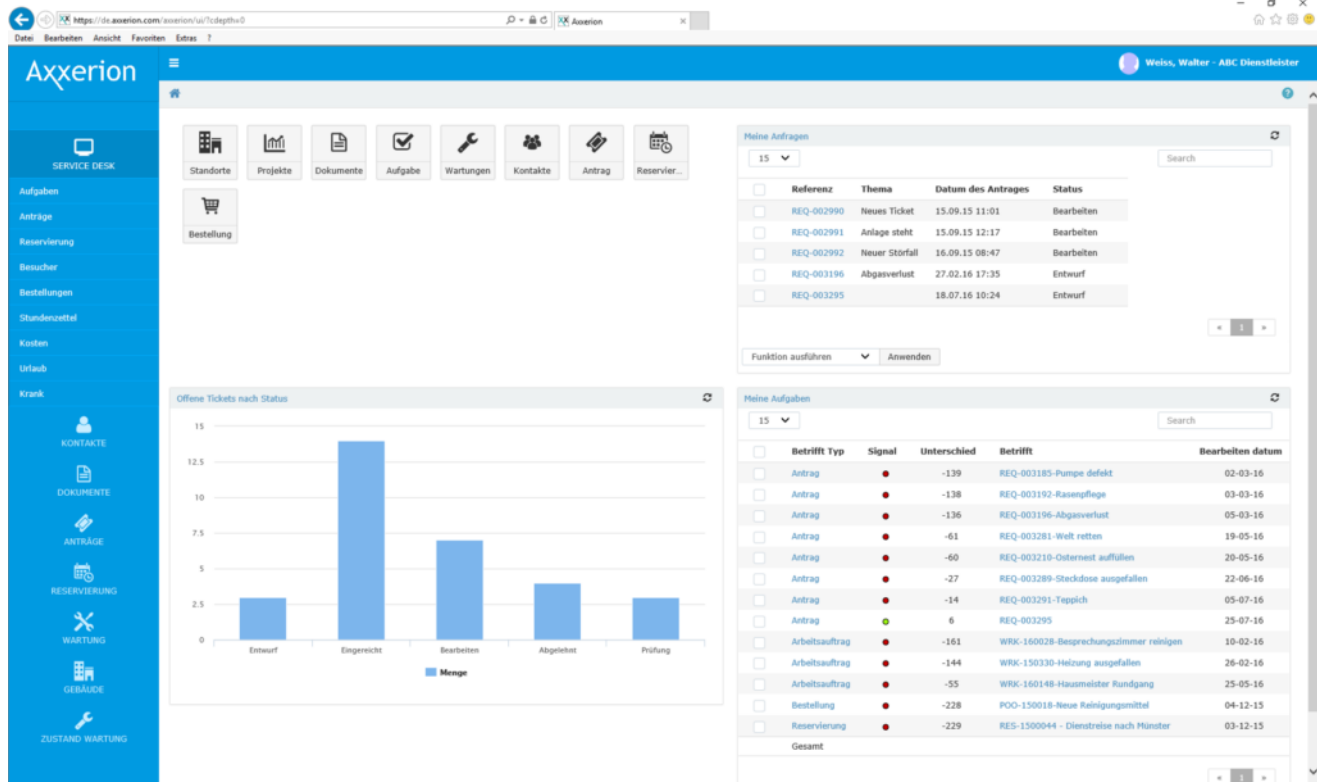 https://de.axxerion.com/axxerion/ui/?cdepth=0
Axxerion
Datei Bearbeiten Ansicht Favoriten Extras ?
Axxerion
Weiss, Walter - ABC Dienstleister
SERVICE DESK
Aufgaben
Anträge
Reservierung
Besucher
Bestellungen
Stundenzettel
Kosten
Urlaub
Krank
KONTAKTE
DOKUMENTE
ANTRÄGE
RESERVIERUNG
WARTUNG
GEBÄUDE
ZUSTAND WARTUNG
Standorte Projekte Dokumente Aufgabe Wartungen Kontakte Antrag Reservier...
Bestellung
Meine Anfragen
15 Search
Referenz Thema Datum des Antrages Status
REQ-002990 Neues Ticket 15.09.15 11:01 Bearbeiten
REQ-002991 Anlage steht 15.09.15 12:17 Bearbeiten
REQ-002992 Neuer Störfall 16.09.15 08:47 Bearbeiten
REQ-003196 Abgasverlust 27.02.16 17:35 Entwurf
REQ-003295 18.07.16 10:24 Entwurf
« 1 »
Funktion ausführen Anwenden
Offene Tickets nach Status
15
12.5
10
7.5
5
2.5
0
Entwurf Eingereicht Bearbeiten Abgelehnt Prüfung
Menge
Meine Aufgaben
15 Search
Betrifft Typ Signal Unterschied Betrifft Bearbeiten datum
Antrag -139 REQ-003185-Pumpe defekt 02-03-16
Antrag -138 REQ-003192-Rasenpflege 03-03-16
Antrag -136 REQ-003196-Abgasverlust 05-03-16
Antrag -61 REQ-003281-Welt retten 19-05-16
Antrag -60 REQ-003210-Osternest auffüllen 20-05-16
Antrag -27 REQ-003289-Steckdose ausgefallen 22-06-16
Antrag -14 REQ-003291-Teppich 05-07-16
Antrag 6 REQ-003295 25-07-16
Arbeitsauftrag -161 WRK-160028-Besprechungszimmer reinigen 10-02-16
Arbeitsauftrag -144 WRK-150330-Heizung ausgefallen 26-02-16
Arbeitsauftrag -55 WRK-160148-Hausmeister Rundgang 25-05-16
Bestellung -228 POO-150018-Neue Reinigungsmittel 04-12-15
Reservierung -229 RES-1500044 - Dienstreise nach Münster 03-12-15
Gesamt
« 1 »